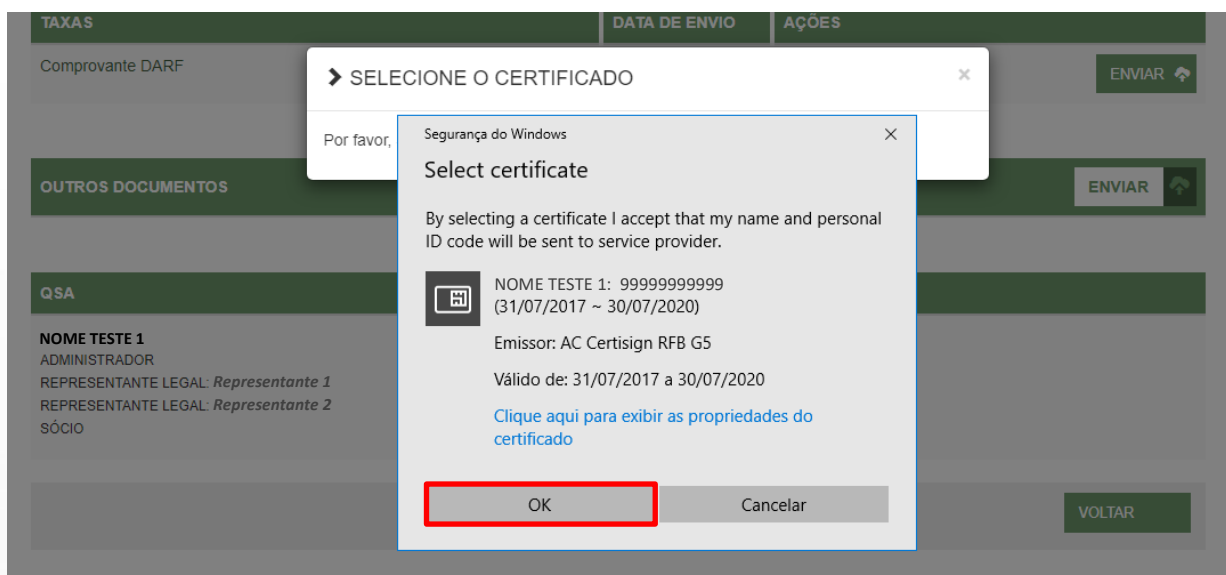 TAXAS DATA DE ENVIO AÇÕES
Comprovante DARF ENVIAR
SELECIONE O CERTIFICADO ×
Por favor,
Segurança do Windows
Select certificate
By selecting a certificate I accept that my name and personal
ID code will be sent to service provider.
NOME TESTE 1: 99999999999
(31/07/2017 ~ 30/07/2020)
Emissor: AC Certisign RFB G5
Válido de: 31/07/2017 a 30/07/2020
Clique aqui para exibir as propriedades do
certificado
OK Cancelar
OUTROS DOCUMENTOS ENVIAR
QSA
NOME TESTE 1
ADMINISTRADOR
REPRESENTANTE LEGAL: Representante 1
REPRESENTANTE LEGAL: Representante 2
SÓCIO
VOLTAR